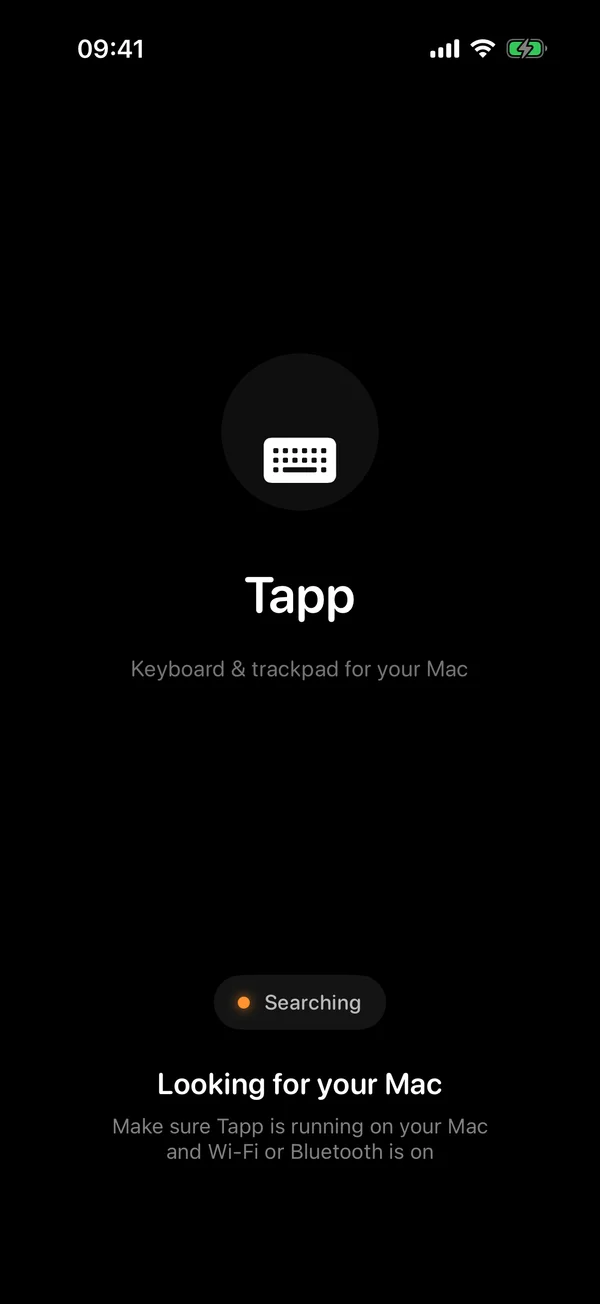 09:41
Tapp
Keyboard & trackpad for your Mac
Searching
Looking for your Mac
Make sure Tapp is running on your Mac
and Wi-Fi or Bluetooth is on